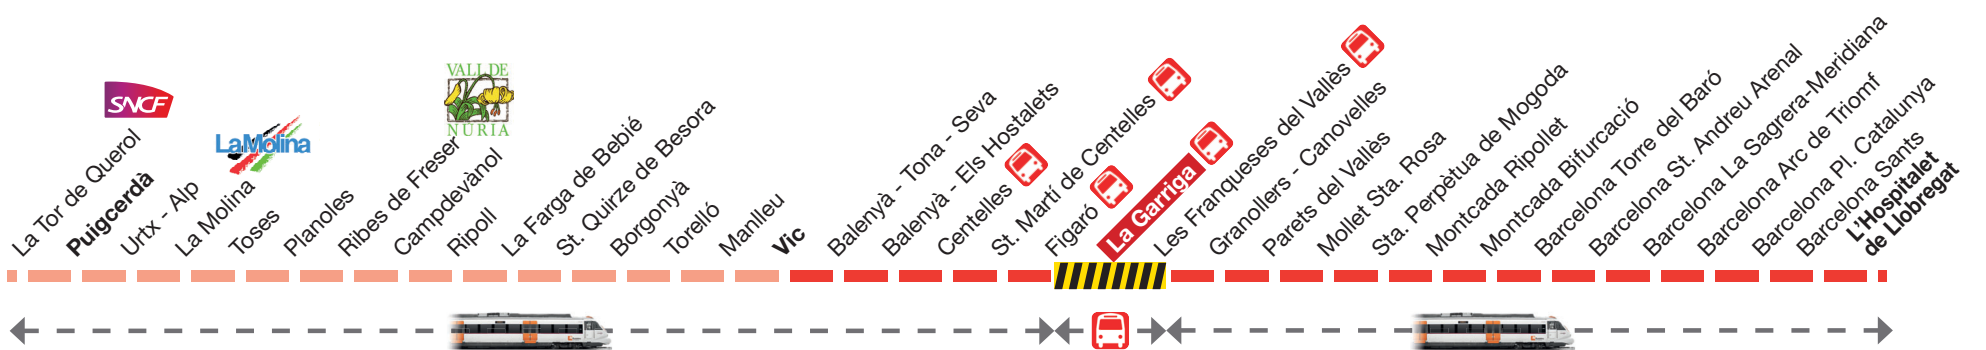 SNCF
VALL DE
NÚRIA
LaMolina
La Tor de Querol
Puigcerdà
Urtx - Alp
La Molina
Toses
Planoles
Ribes de Freser
Campdevànol
Ripoll
La Farga de Bebié
St. Quirze de Besora
Borgonyà
Torelló
Manlleu
Vic
Balenyà - Tona - Seva
Balenyà - Els Hostalets
Centelles
St. Martí de Centelles
Figaró
La Garriga
Les Franqueses del Vallès
Granollers - Canovelles
Parets del Vallès
Mollet Sta. Rosa
Sta. Perpètua de Mogoda
Montcada Ripollet
Montcada Bifurcació
Barcelona Torre del Baró
Barcelona St. Andreu Arenal
Barcelona La Sagrera-Meridiana
Barcelona Arc de Triomf
Barcelona Pl. Catalunya
Barcelona Sants
L'Hospitalet
de Llobregat